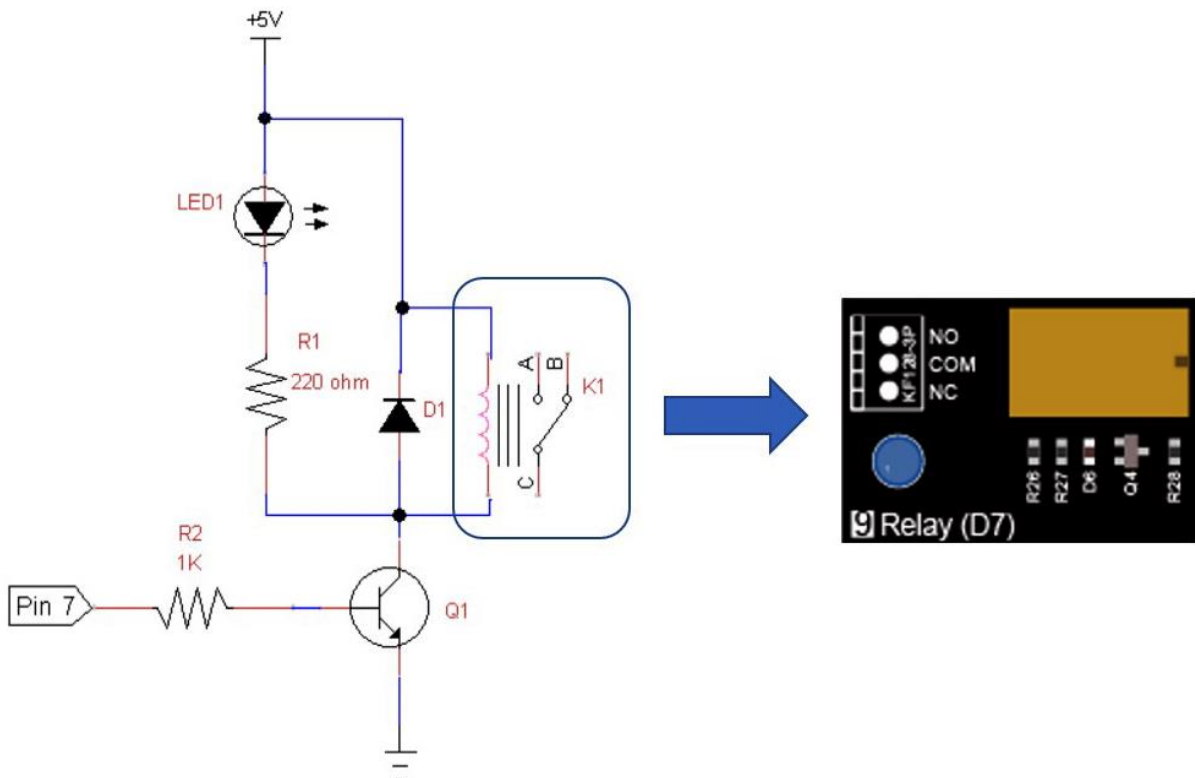 +5V
LED1
R1
220 ohm
D1
A
B
K1
C
R2
1K
Pin 7
Q1
KF128-3P
NO
COM
NC
R26
R27
D6
Q4
R28
9 Relay (D7)